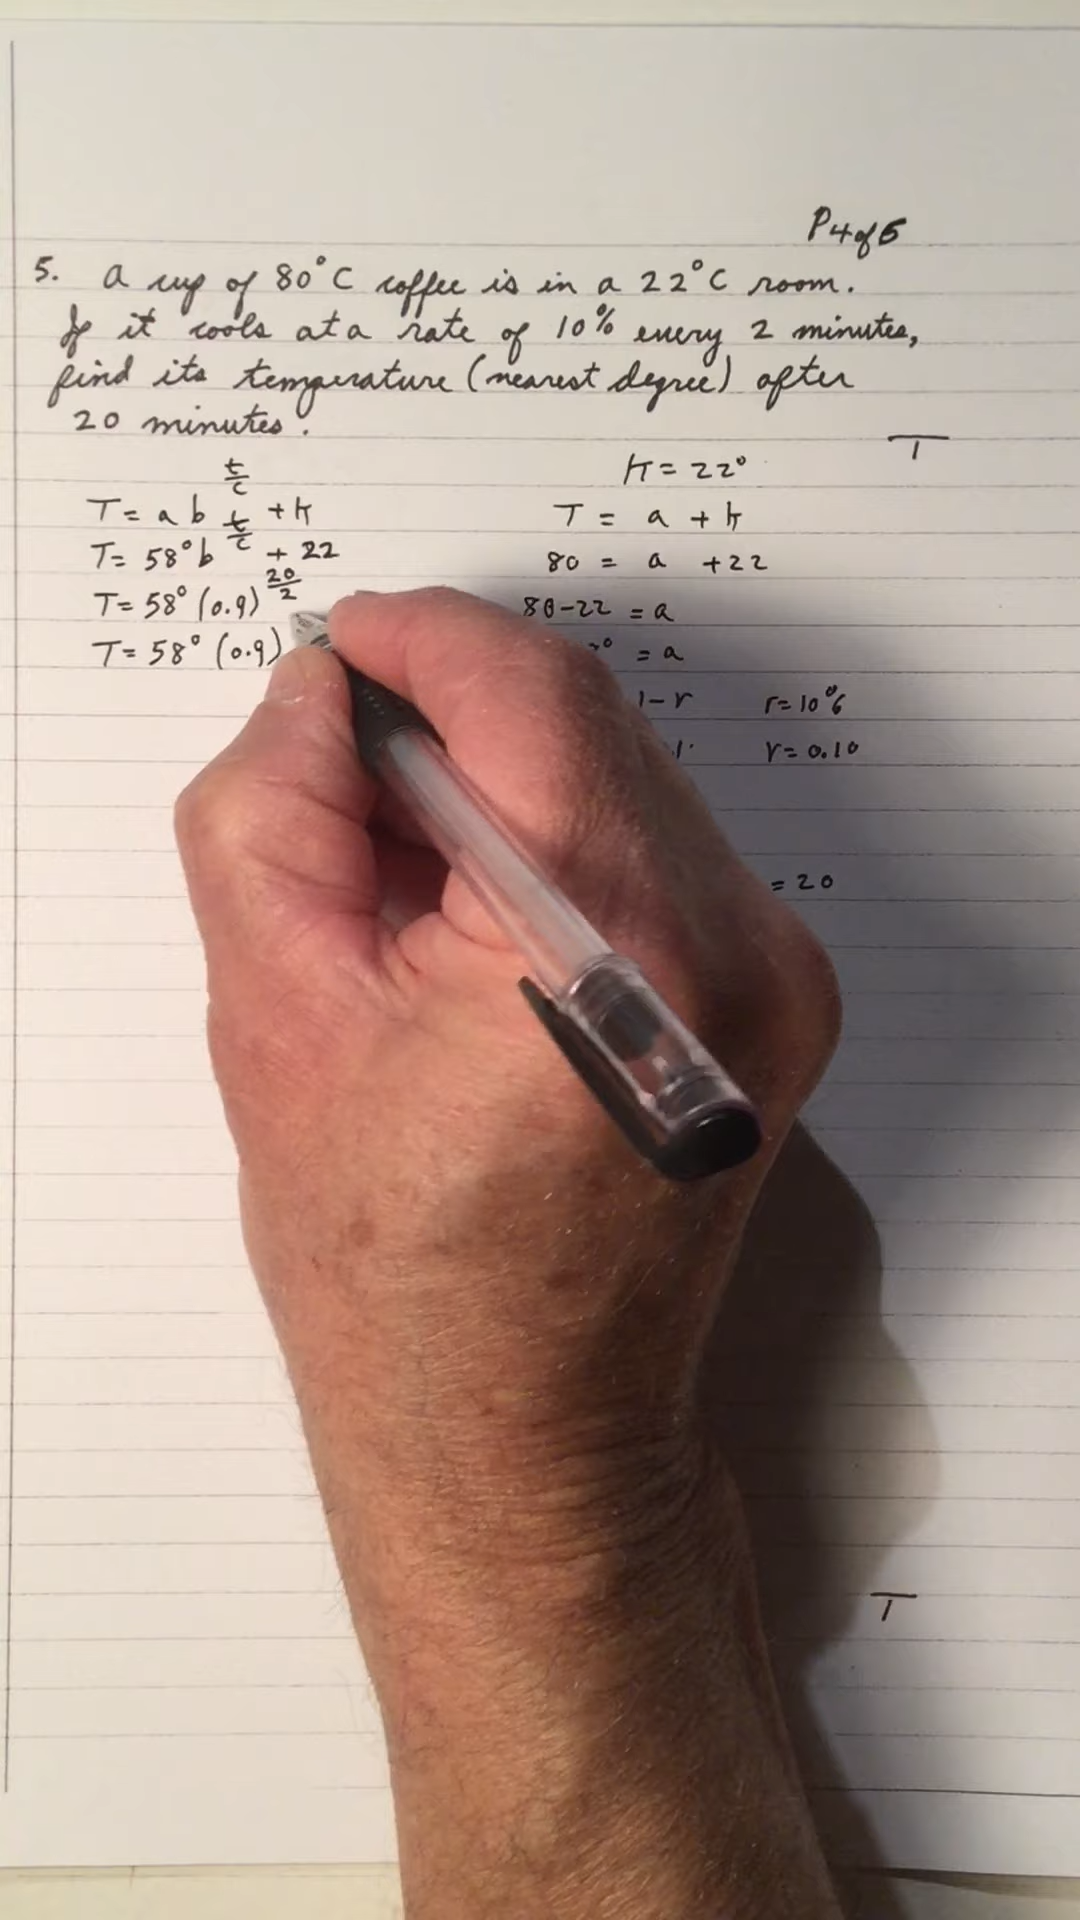 P4of5
5. A cup of 80°C coffee is in a 22°C room.
If it cools at a rate of 10% every 2 minutes,
find its temperature (nearest degree) after
20 minutes.
T = a b^(t/c) + k
T = 58° b^(t/c) + 22
T = 58° (0.9)^(20/2)
T = 58° (0.9)
k = 22°
T = a + k
80 = a + 22
80 - 22 = a
° = a
1 - r r = 10%
r = 0.10
= 20
T
T